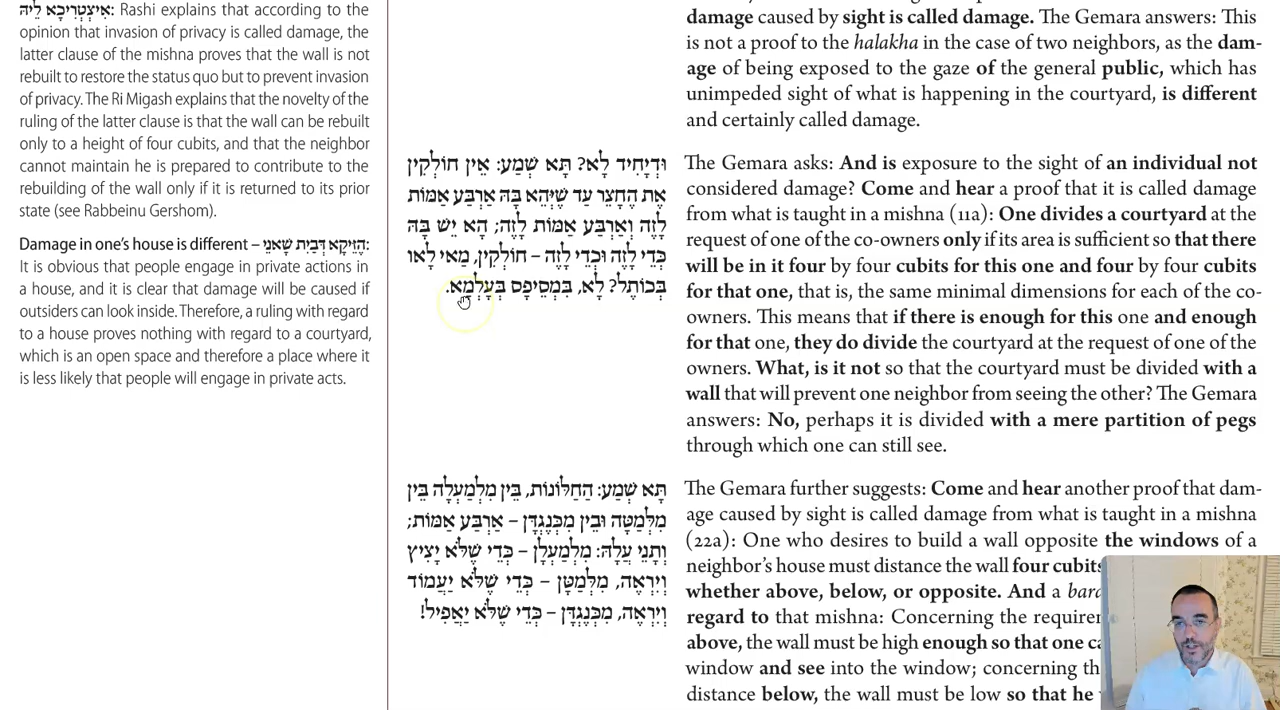 אִיצְטְרִיכָא לֵיהּ: Rashi explains that according to the
opinion that invasion of privacy is called damage, the
latter clause of the mishna proves that the wall is not
rebuilt to restore the status quo but to prevent invasion
of privacy. The Ri Migash explains that the novelty of the
ruling of the latter clause is that the wall can be rebuilt
only to a height of four cubits, and that the neighbor
cannot maintain he is prepared to contribute to the
rebuilding of the wall only if it is returned to its prior
state (see Rabbeinu Gershom).
Damage in one's house is different – הֶזֵּיקָא דְּבַיִת שָׁאנֵי:
It is obvious that people engage in private actions in
a house, and it is clear that damage will be caused if
outsiders can look inside. Therefore, a ruling with regard
to a house proves nothing with regard to a courtyard,
which is an open space and therefore a place where it
is less likely that people will engage in private acts.
וּדְיָחִיד לָא? תָּא שְׁמַע: אֵין חוֹלְקִין
אֶת הֶחָצֵר עַד שֶׁיְּהֵא בָּהּ אַרְבַּע אַמּוֹת
לָזֶה וְאַרְבַּע אַמּוֹת לָזֶה; הָא יֵשׁ בָּהּ
כְּדֵי לָזֶה וּכְדֵי לָזֶה – חוֹלְקִין, מַאי לָאו
בְּכוֹתֶל? לָא, בִּמְסֵיפָס בְּעָלְמָא.
תָּא שְׁמַע: הַחַלּוֹנוֹת, בֵּין מִלְמַעְלָה בֵּין
מִלְּמַטָּה וּבֵין מִכְּנֶגְדָּן – אַרְבַּע אַמּוֹת;
וְתָנֵי עֲלַהּ: מִלְמַעְלָן – כְּדֵי שֶׁלֹּא יָצִיץ
וְיִרְאֶה, מִלְּמַטָּן – כְּדֵי שֶׁלֹּא יַעֲמוֹד
וְיִרְאֶה, מִכְּנֶגְדָּן – כְּדֵי שֶׁלֹּא יַאֲפִיל!
damage caused by sight is called damage. The Gemara answers: This
is not a proof to the halakha in the case of two neighbors, as the dam-
age of being exposed to the gaze of the general public, which has
unimpeded sight of what is happening in the courtyard, is different
and certainly called damage.
The Gemara asks: And is exposure to the sight of an individual not
considered damage? Come and hear a proof that it is called damage
from what is taught in a mishna (11a): One divides a courtyard at the
request of one of the co-owners only if its area is sufficient so that there
will be in it four by four cubits for this one and four by four cubits
for that one, that is, the same minimal dimensions for each of the co-
owners. This means that if there is enough for this one and enough
for that one, they do divide the courtyard at the request of one of the
owners. What, is it not so that the courtyard must be divided with a
wall that will prevent one neighbor from seeing the other? The Gemara
answers: No, perhaps it is divided with a mere partition of pegs
through which one can still see.
The Gemara further suggests: Come and hear another proof that dam-
age caused by sight is called damage from what is taught in a mishna
(22a): One who desires to build a wall opposite the windows of a
neighbor's house must distance the wall four cubits
whether above, below, or opposite. And a
regard to that mishna: Concerning the
above, the wall must be high enough so that one
window and see into the window; concerning
distance below, the wall must be low so that he